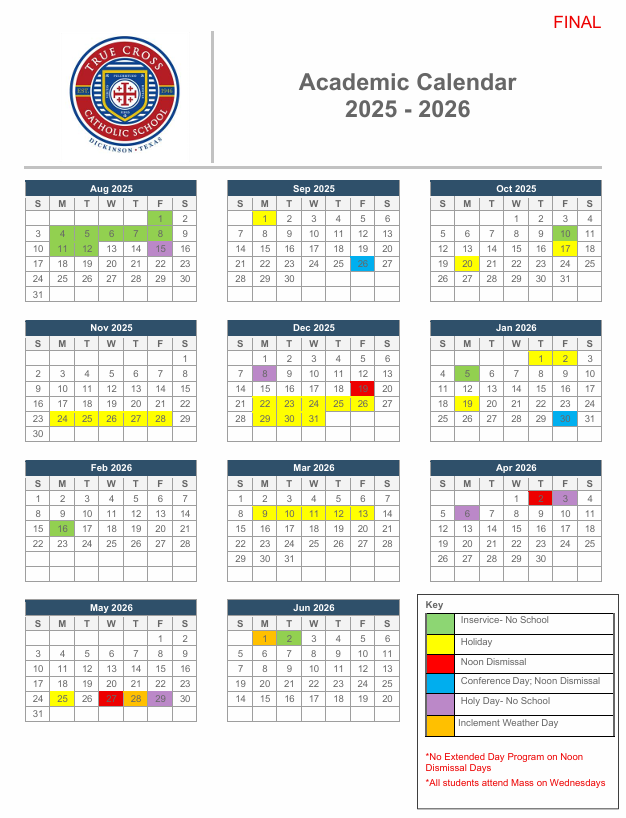 FINAL
TRUE CROSS
EST. 1946
CATHOLIC SCHOOL
DICKINSON • TEXAS
Academic Calendar
2025 - 2026
Aug 2025
S M T W T F S
1 2
3 4 5 6 7 8 9
10 11 12 13 14 15 16
17 18 19 20 21 22 23
24 25 26 27 28 29 30
31
Sep 2025
S M T W T F S
1 2 3 4 5 6
7 8 9 10 11 12 13
14 15 16 17 18 19 20
21 22 23 24 25 26 27
28 29 30
Oct 2025
S M T W T F S
1 2 3 4
5 6 7 8 9 10 11
12 13 14 15 16 17 18
19 20 21 22 23 24 25
26 27 28 29 30 31
Nov 2025
S M T W T F S
1
2 3 4 5 6 7 8
9 10 11 12 13 14 15
16 17 18 19 20 21 22
23 24 25 26 27 28 29
30
Dec 2025
S M T W T F S
1 2 3 4 5 6
7 8 9 10 11 12 13
14 15 16 17 18 19 20
21 22 23 24 25 26 27
28 29 30 31
Jan 2026
S M T W T F S
1 2 3
4 5 6 7 8 9 10
11 12 13 14 15 16 17
18 19 20 21 22 23 24
25 26 27 28 29 30 31
Feb 2026
S M T W T F S
1 2 3 4 5 6 7
8 9 10 11 12 13 14
15 16 17 18 19 20 21
22 23 24 25 26 27 28
Mar 2026
S M T W T F S
1 2 3 4 5 6 7
8 9 10 11 12 13 14
15 16 17 18 19 20 21
22 23 24 25 26 27 28
29 30 31
Apr 2026
S M T W T F S
1 2 3 4
5 6 7 8 9 10 11
12 13 14 15 16 17 18
19 20 21 22 23 24 25
26 27 28 29 30
May 2026
S M T W T F S
1 2
3 4 5 6 7 8 9
10 11 12 13 14 15 16
17 18 19 20 21 22 23
24 25 26 27 28 29 30
31
Jun 2026
S M T W T F S
1 2 3 4 5 6
5 6 7 8 9 10 11
7 8 9 10 11 12 13
20 21 22 23 24 25 26
14 15 16 17 18 19 20
Key
Inservice- No School
Holiday
Noon Dismissal
Conference Day; Noon Dismissal
Holy Day- No School
Inclement Weather Day
*No Extended Day Program on Noon
Dismissal Days
*All students attend Mass on Wednesdays